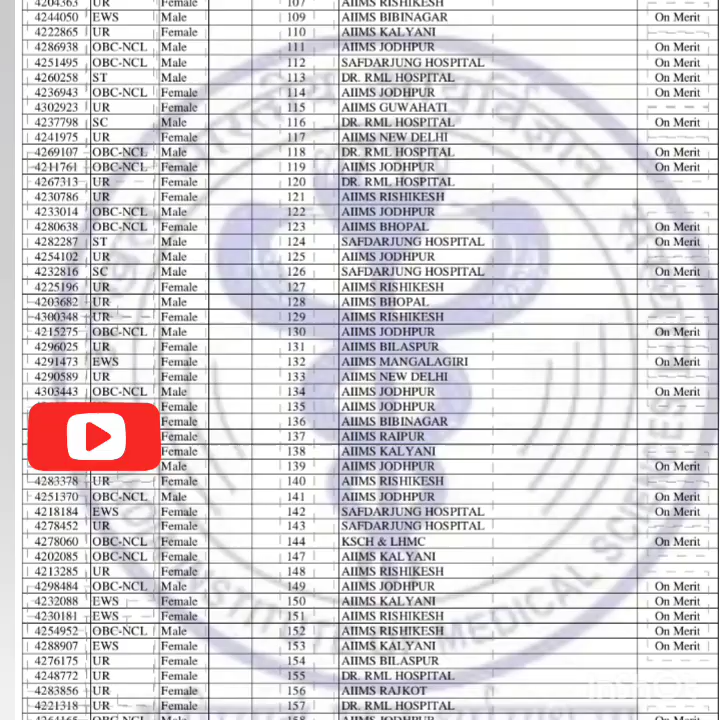 4204363 UR Female 107 AIIMS RISHIKESH
4244050 EWS Male 109 AIIMS BIBINAGAR On Merit
4222865 UR Female 110 AIIMS KALYANI
4286938 OBC-NCL Male 111 AIIMS JODHPUR On Merit
4251495 OBC-NCL Male 112 SAFDARJUNG HOSPITAL On Merit
4260258 ST Male 113 DR. RML HOSPITAL On Merit
4236943 OBC-NCL Female 114 AIIMS JODHPUR On Merit
4302923 UR Female 115 AIIMS GUWAHATI
4237798 SC Male 116 DR. RML HOSPITAL On Merit
4241975 UR Female 117 AIIMS NEW DELHI
4269107 OBC-NCL Male 118 DR. RML HOSPITAL On Merit
4211761 OBC-NCL Female 119 AIIMS JODHPUR On Merit
4267313 UR Female 120 DR. RML HOSPITAL
4230786 UR Female 121 AIIMS RISHIKESH
4233014 OBC-NCL Male 122 AIIMS JODHPUR
4280638 OBC-NCL Female 123 AIIMS BHOPAL On Merit
4282287 ST Male 124 SAFDARJUNG HOSPITAL On Merit
4254102 UR Male 125 AIIMS JODHPUR
4232816 SC Male 126 SAFDARJUNG HOSPITAL On Merit
4225196 UR Female 127 AIIMS RISHIKESH
4203682 UR Male 128 AIIMS BHOPAL
4300348 UR Female 129 AIIMS RISHIKESH
4215275 OBC-NCL Male 130 AIIMS JODHPUR On Merit
4296025 UR Female 131 AIIMS BILASPUR
4291473 EWS Female 132 AIIMS MANGALAGIRI On Merit
4290589 UR Female 133 AIIMS NEW DELHI
4303443 OBC-NCL Male 134 AIIMS JODHPUR On Merit
Female 135 AIIMS JODHPUR
Female 136 AIIMS BIBINAGAR
Female 137 AIIMS RAIPUR
Female 138 AIIMS KALYANI
Male 139 AIIMS JODHPUR On Merit
4283378 UR Female 140 AIIMS RISHIKESH
4251370 OBC-NCL Male 141 AIIMS JODHPUR On Merit
4218184 EWS Female 142 SAFDARJUNG HOSPITAL On Merit
4278452 UR Female 143 SAFDARJUNG HOSPITAL
4278060 OBC-NCL Female 144 KSCH & LHMC On Merit
4202085 OBC-NCL Female 147 AIIMS KALYANI
4213285 UR Female 148 AIIMS RISHIKESH
4298484 OBC-NCL Male 149 AIIMS JODHPUR On Merit
4232088 EWS Female 150 AIIMS KALYANI On Merit
4230181 EWS Female 151 AIIMS RISHIKESH On Merit
4254952 OBC-NCL Male 152 AIIMS RISHIKESH On Merit
4288907 EWS Female 153 AIIMS KALYANI On Merit
4276175 UR Female 154 AIIMS BILASPUR
4248772 UR Female 155 DR. RML HOSPITAL
4283856 UR Female 156 AIIMS RAJKOT
4221318 UR Female 157 DR. RML HOSPITAL
4264165 OBC-NCL Male 158 AIIMS JODHPUR On Merit